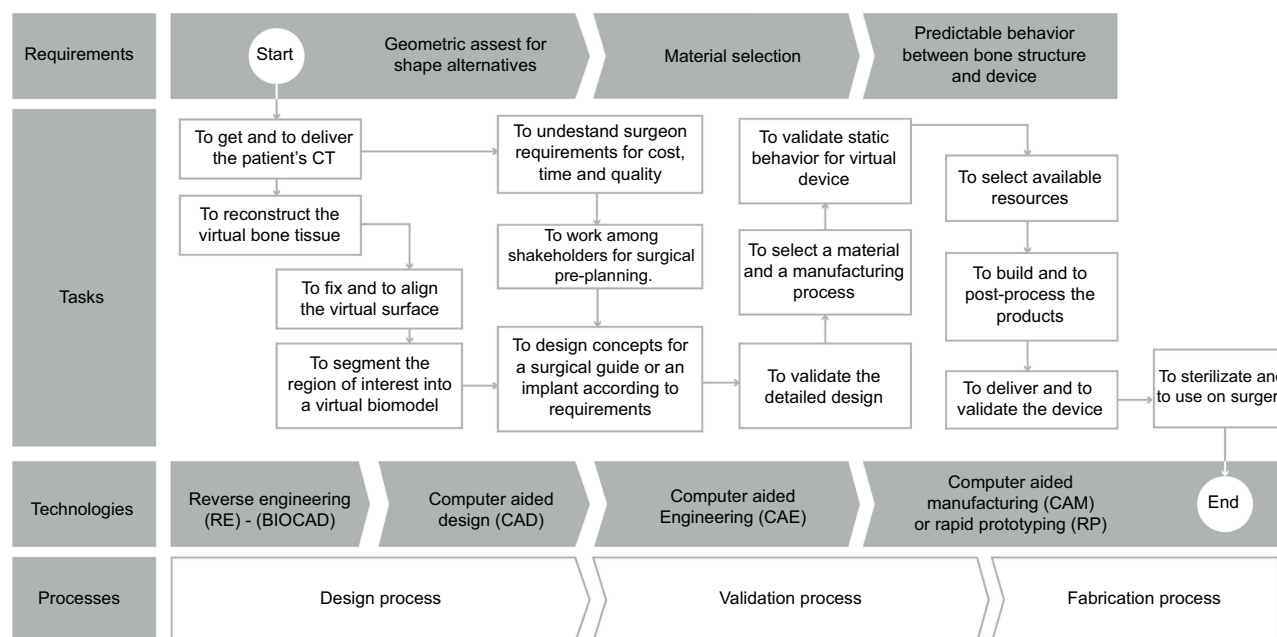 Requirements
Start
Geometric assest for
shape alternatives
Material selection
Predictable behavior
between bone structure
and device
Tasks
To get and to deliver
the patient's CT
To reconstruct the
virtual bone tissue
To fix and to align
the virtual surface
To segment the
region of interest into
a virtual biomodel
To undestand surgeon
requirements for cost,
time and quality
To work among
shakeholders for surgical
pre-planning.
To design concepts for
a surgical guide or an
implant according to
requirements
To validate the
detailed design
To select a material
and a manufacturing
process
To validate static
behavior for virtual
device
To select available
resources
To build and to
post-process the
products
To deliver and to
validate the device
To sterilizate and
to use on surger
Technologies
Reverse engineering
(RE) - (BIOCAD)
Computer aided
design (CAD)
Computer aided
Engineering (CAE)
Computer aided
manufacturing (CAM)
or rapid prototyping (RP)
End
Processes
Design process
Validation process
Fabrication process